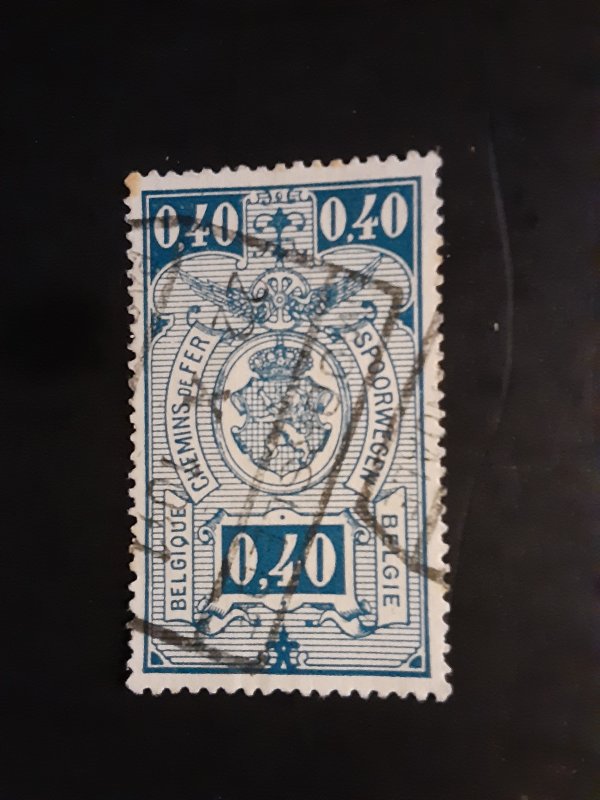 0,40 0,40
CHEMINS DE FER
SPOORWEGEN
BELGIQUE
BELGIE
0,40